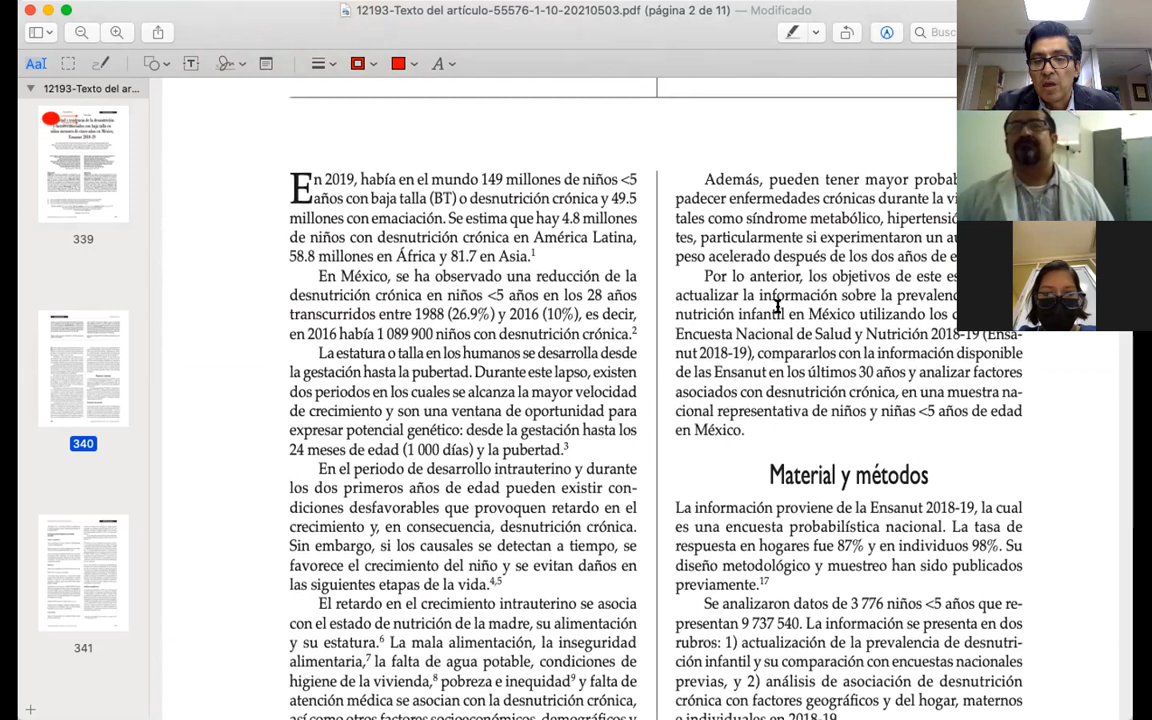 12193-Texto del artículo-55576-1-10-20210503.pdf (página 2 de 11) — Modificado
Busc
AaI
T
A
12193-Texto del ar...
339
340
341
En 2019, había en el mundo 149 millones de niños <5
años con baja talla (BT) o desnutrición crónica y 49.5
millones con emaciación. Se estima que hay 4.8 millones
de niños con desnutrición crónica en América Latina,
58.8 millones en África y 81.7 en Asia.1
En México, se ha observado una reducción de la
desnutrición crónica en niños <5 años en los 28 años
transcurridos entre 1988 (26.9%) y 2016 (10%), es decir,
en 2016 había 1 089 900 niños con desnutrición crónica.2
La estatura o talla en los humanos se desarrolla desde
la gestación hasta la pubertad. Durante este lapso, existen
dos periodos en los cuales se alcanza la mayor velocidad
de crecimiento y son una ventana de oportunidad para
expresar potencial genético: desde la gestación hasta los
24 meses de edad (1 000 días) y la pubertad.3
En el periodo de desarrollo intrauterino y durante
los dos primeros años de edad pueden existir con-
diciones desfavorables que provoquen retardo en el
crecimiento y, en consecuencia, desnutrición crónica.
Sin embargo, si los causales se detectan a tiempo, se
favorece el crecimiento del niño y se evitan daños en
las siguientes etapas de la vida.4,5
El retardo en el crecimiento intrauterino se asocia
con el estado de nutrición de la madre, su alimentación
y su estatura.6 La mala alimentación, la inseguridad
alimentaria,7 la falta de agua potable, condiciones de
higiene de la vivienda,8 pobreza e inequidad9 y falta de
atención médica se asocian con la desnutrición crónica,
así como otros factores socioeconómicos, demográficos y
Además, pueden tener mayor probab
padecer enfermedades crónicas durante la vi
tales como síndrome metabólico, hipertensió
tes, particularmente si experimentaron un au
peso acelerado después de los dos años de e
Por lo anterior, los objetivos de este es
actualizar la información sobre la prevalenc
nutrición infantil en México utilizando los d
Encuesta Nacional de Salud y Nutrición 2018-19 (Ensa-
nut 2018-19), compararlos con la información disponible
de las Ensanut en los últimos 30 años y analizar factores
asociados con desnutrición crónica, en una muestra na-
cional representativa de niños y niñas <5 años de edad
en México.
Material y métodos
La información proviene de la Ensanut 2018-19, la cual
es una encuesta probabilística nacional. La tasa de
respuesta en hogares fue 87% y en individuos 98%. Su
diseño metodológico y muestreo han sido publicados
previamente.17
Se analizaron datos de 3 776 niños <5 años que re-
presentan 9 737 540. La información se presenta en dos
rubros: 1) actualización de la prevalencia de desnutri-
ción infantil y su comparación con encuestas nacionales
previas, y 2) análisis de asociación de desnutrición
crónica con factores geográficos y del hogar, maternos
e individuales en 2018-19.